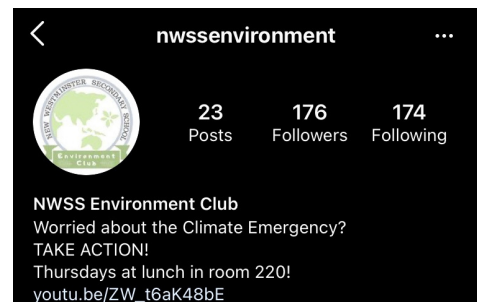 nwssenvironment
NEW WESTMINSTER SECONDARY SCHOOL
Environment
Club
23 176 174
Posts Followers Following
NWSS Environment Club
Worried about the Climate Emergency?
TAKE ACTION!
Thursdays at lunch in room 220!
youtu.be/ZW_t6aK48bE